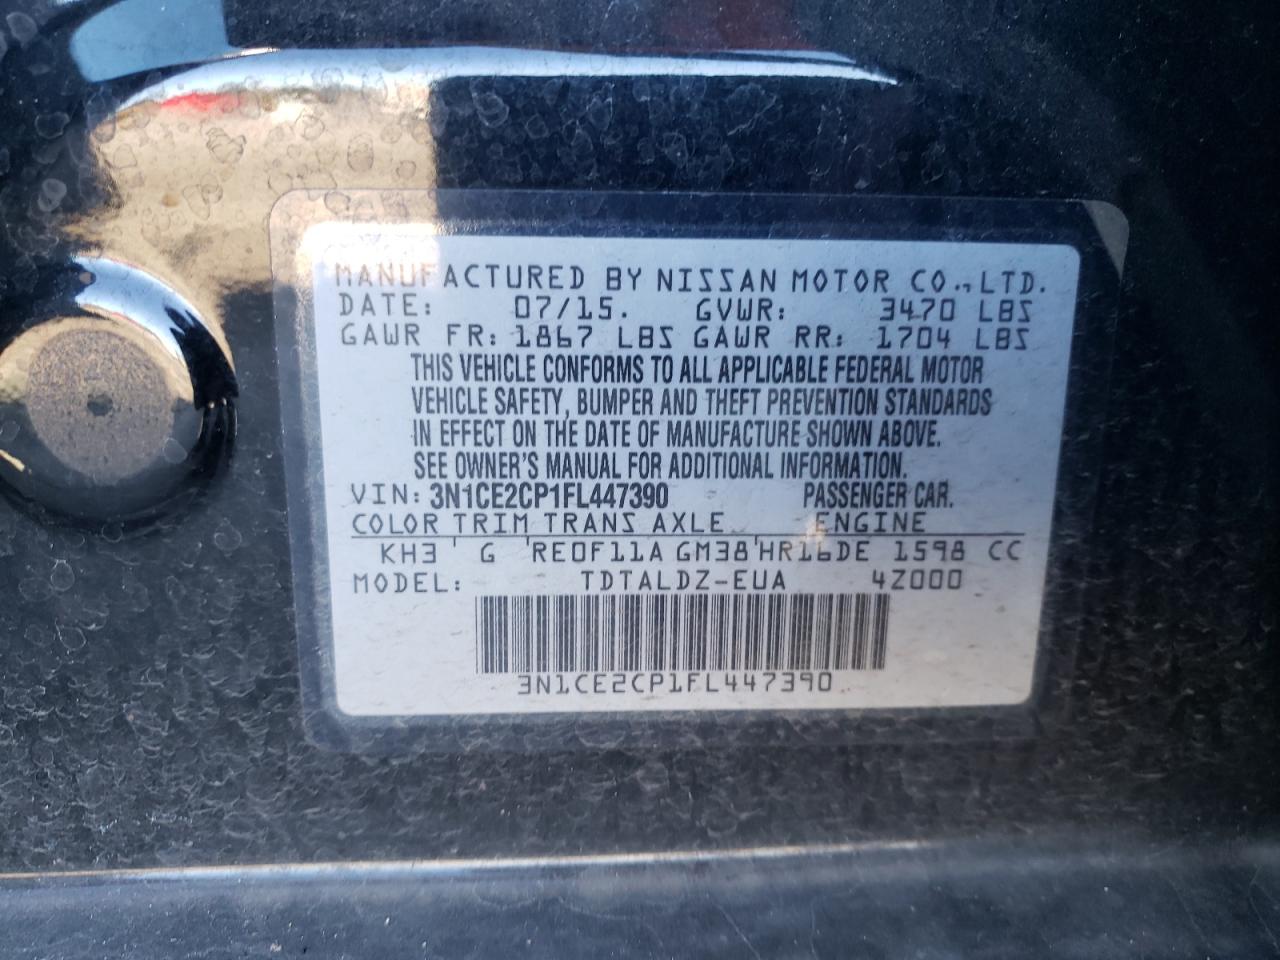 MANUFACTURED BY NISSAN MOTOR CO., LTD.
DATE: 07/15. GVWR: 3470 LBS
GAWR FR: 1867 LBS GAWR RR: 1704 LBS
THIS VEHICLE CONFORMS TO ALL APPLICABLE FEDERAL MOTOR
VEHICLE SAFETY, BUMPER AND THEFT PREVENTION STANDARDS
IN EFFECT ON THE DATE OF MANUFACTURE SHOWN ABOVE.
SEE OWNER'S MANUAL FOR ADDITIONAL INFORMATION.
VIN: 3N1CE2CP1FL447390 PASSENGER CAR.
COLOR TRIM TRANS AXLE ENGINE
KH3 ' G ' RE0F11A GM38 ' HR16DE 1598 CC
MODEL: TDTALDZ-EUA 4Z000
3N1CE2CP1FL447390